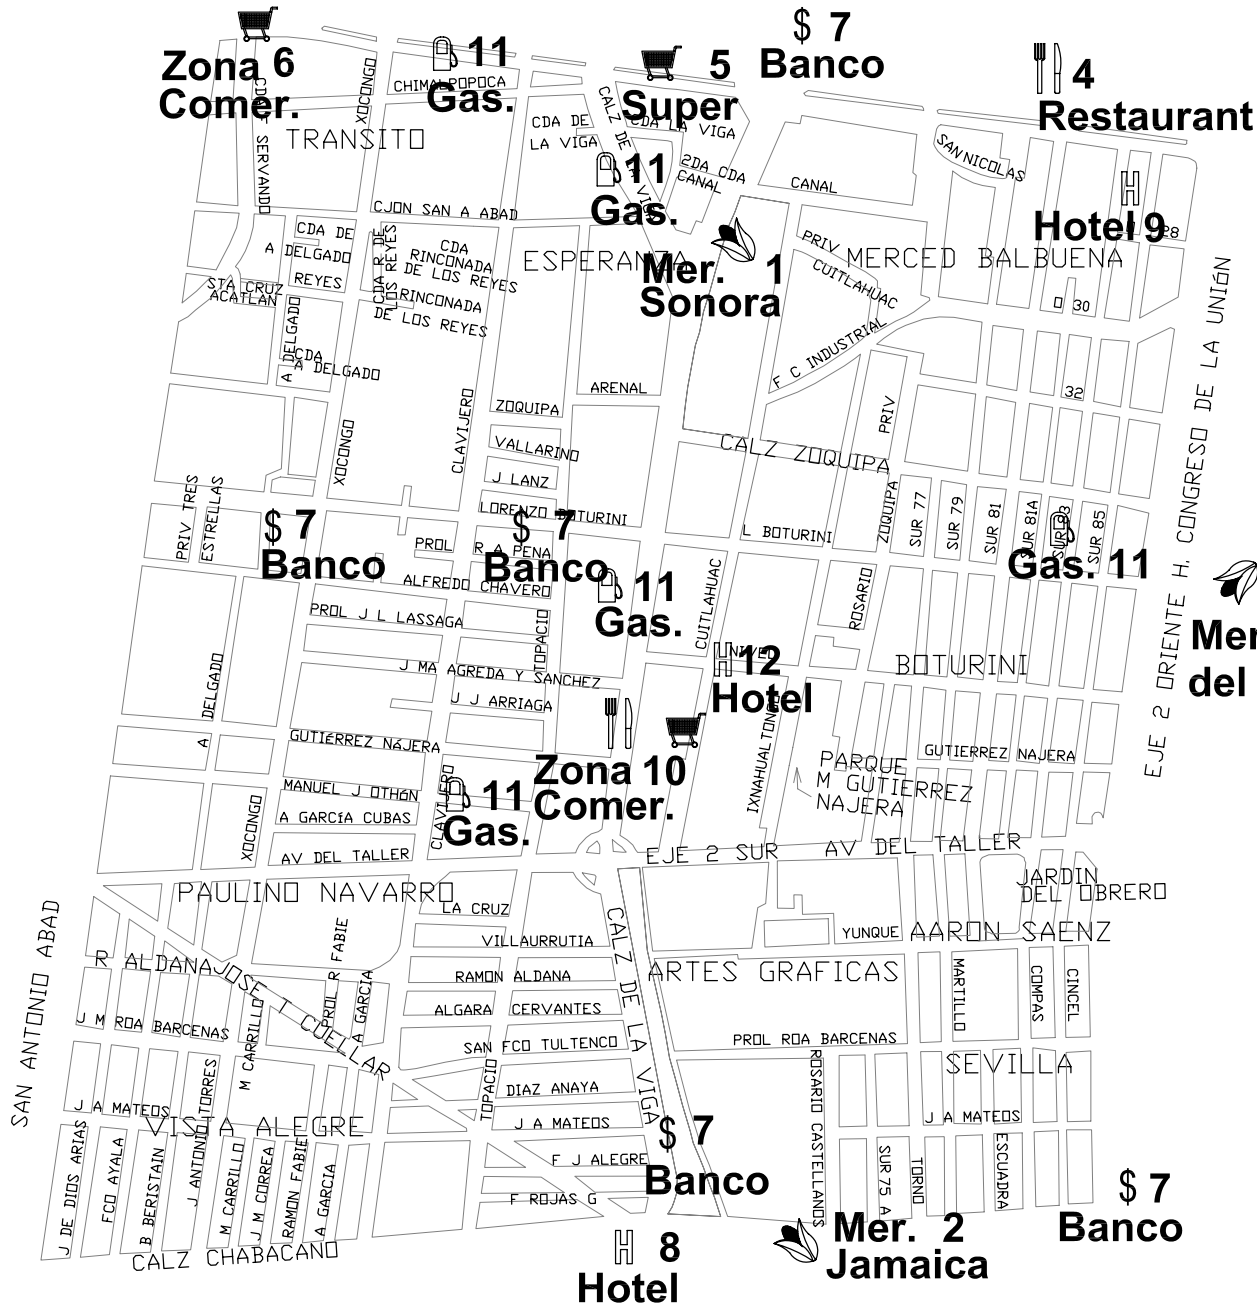 $ 7
Banco
Zona 6
Comer.
11
Gas.
5
Super
4
Restaurant
XOCONGO
CHIMALPOPOCA
TRANSITO
CDA DE
LA VIGA
CDA LA VIGA
CALZ DE LA VIGA
11
Gas.
2DA CDA
CANAL
CANAL
SAN NICOLAS
Hotel 9
28
CJON SAN A ABAD
CDA DE
A DELGADO
REYES
STA CRUZ
ACATLAN
CDA R DE
LOS REYES
CDA
RINCONADA
DE LOS REYES
RINCONADA
DE LOS REYES
ESPERANZA
Mer. 1
Sonora
PRIV
CUITLAHUAC
MERCED BALBUENA
30
F C INDUSTRIAL
A DELGADO
CDA
A DELGADO
ARENAL
32
ZOQUIPA
CLAVIJERO
VALLARINO
XOCONGO
J LANZ
CALZ ZOQUIPA
PRIV
EJE 2 ORIENTE H. CONGRESO DE LA UNIÓN
PRIV TRES
ESTRELLAS
LORENZO BOTURINI
$ 7
Banco
$ 7
Banco
PROL
R A PENA
L BOTURINI
ZOQUIPA
SUR 77
SUR 79
SUR 81
SUR 81A
SUR 83
SUR 85
Gas. 11
ALFREDO CHAVERO
11
Gas.
PROL J L LASSAGA
TOPACIO
CUITLAHUAC
ROSARIO
Mer
del
A DELGADO
J MA AGREDA Y SANCHEZ
J J ARRIAGA
12
Hotel
BOTURINI
GUTIÉRREZ NÁJERA
Zona 10
Comer.
IXNAHUALTONGO
PARQUE
M GUTIERREZ
NAJERA
GUTIERREZ NAJERA
MANUEL J OTHÓN
A GARCÍA CUBAS
CLAVIJERO
11
Gas.
XOCONGO
AV DEL TALLER
EJE 2 SUR AV DEL TALLER
PAULINO NAVARRO
JARDIN
DEL OBRERO
LA CRUZ
VILLAURRUTIA
YUNQUE
AARON SAENZ
SAN ANTONIO ABAD
R ALDANA
JOSE T CUELLAR
PROL R FABIE
A GARCIA
RAMON ALDANA
ARTES GRAFICAS
MARTILLO
COMPAS
CINCEL
ALGARA
CERVANTES
CALZ DE LA VIGA
J M ROA BARCENAS
M CARRILLO
SAN FCO TULTENCO
PROL ROA BARCENAS
SEVILLA
TOPACIO
DIAZ ANAYA
ROSARIO CASTELLANOS
J A MATEOS
VISTA ALEGRE
J ANTONIO TORRES
J A MATEOS
J A MATEOS
$ 7
Banco
F J ALEGRE
F ROJAS G
J DE DIOS ARIAS
FCO AYALA
B BERISTAIN
M CARRILLO
J M CORREA
RAMON FABIE
A GARCIA
SUR 75 A
TORNO
ESCUADRA
$ 7
Banco
CALZ CHABACANO
8
Hotel
Mer. 2
Jamaica